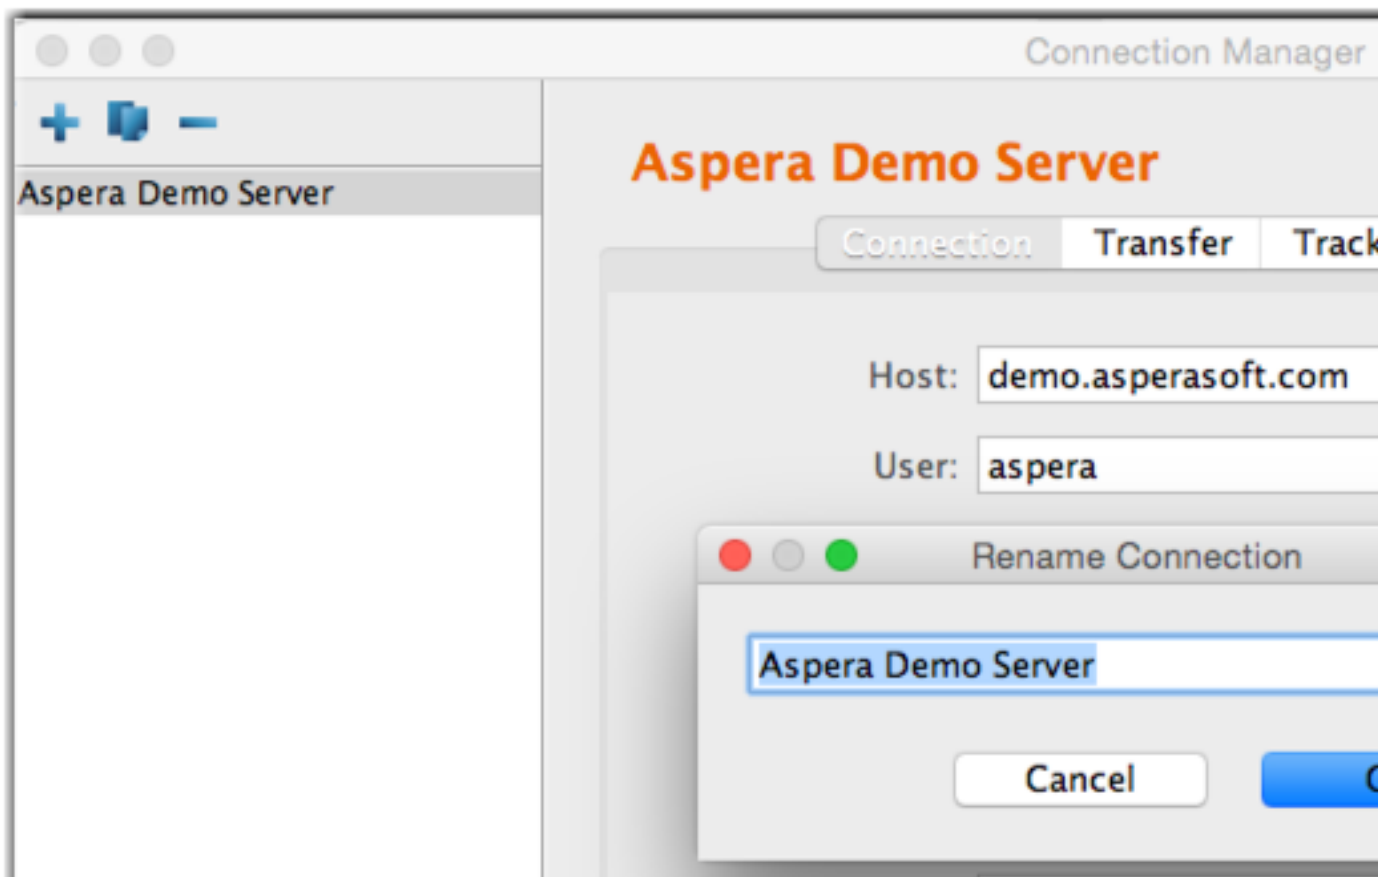 Connection Manager
Aspera Demo Server
Aspera Demo Server
Connection Transfer
Host: demo.asperasoft.com
User: aspera
Rename Connection
Aspera Demo Server
Cancel